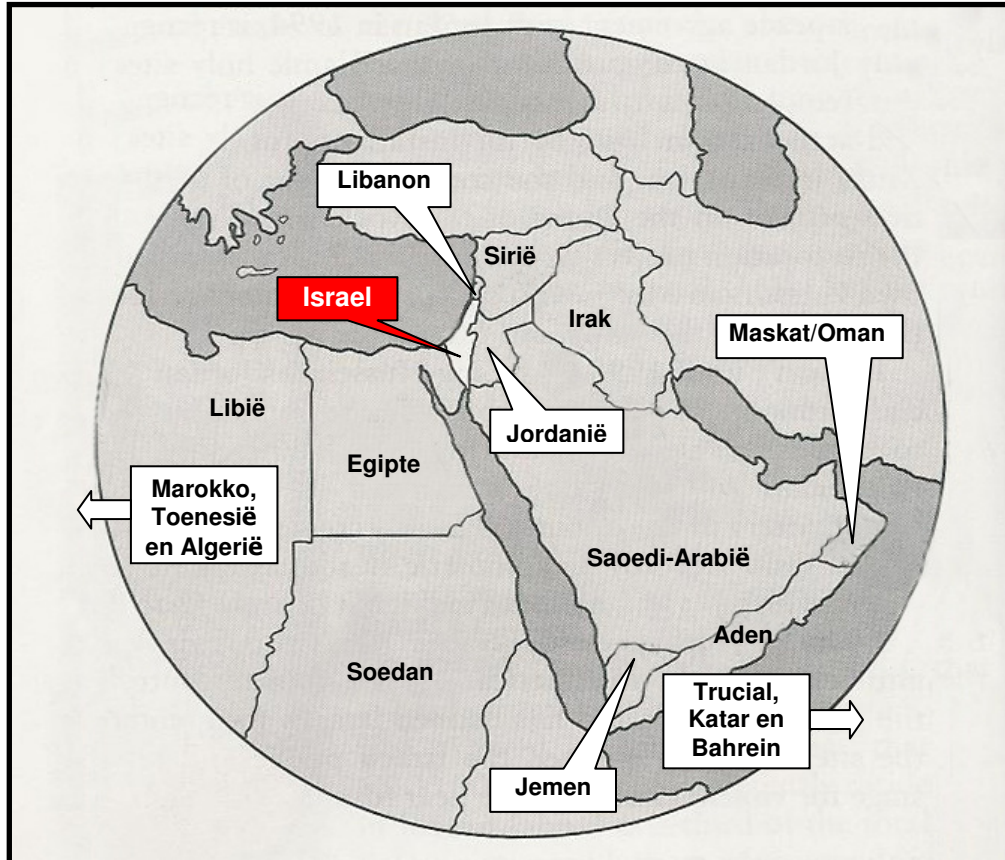 Libanon
Sirië
Israel
Irak
Maskat/Oman
Libië
Jordanië
Egipte
Marokko,
Toenesië
en Algerië
Saoedi-Arabië
Aden
Soedan
Trucial,
Katar en
Bahrein
Jemen